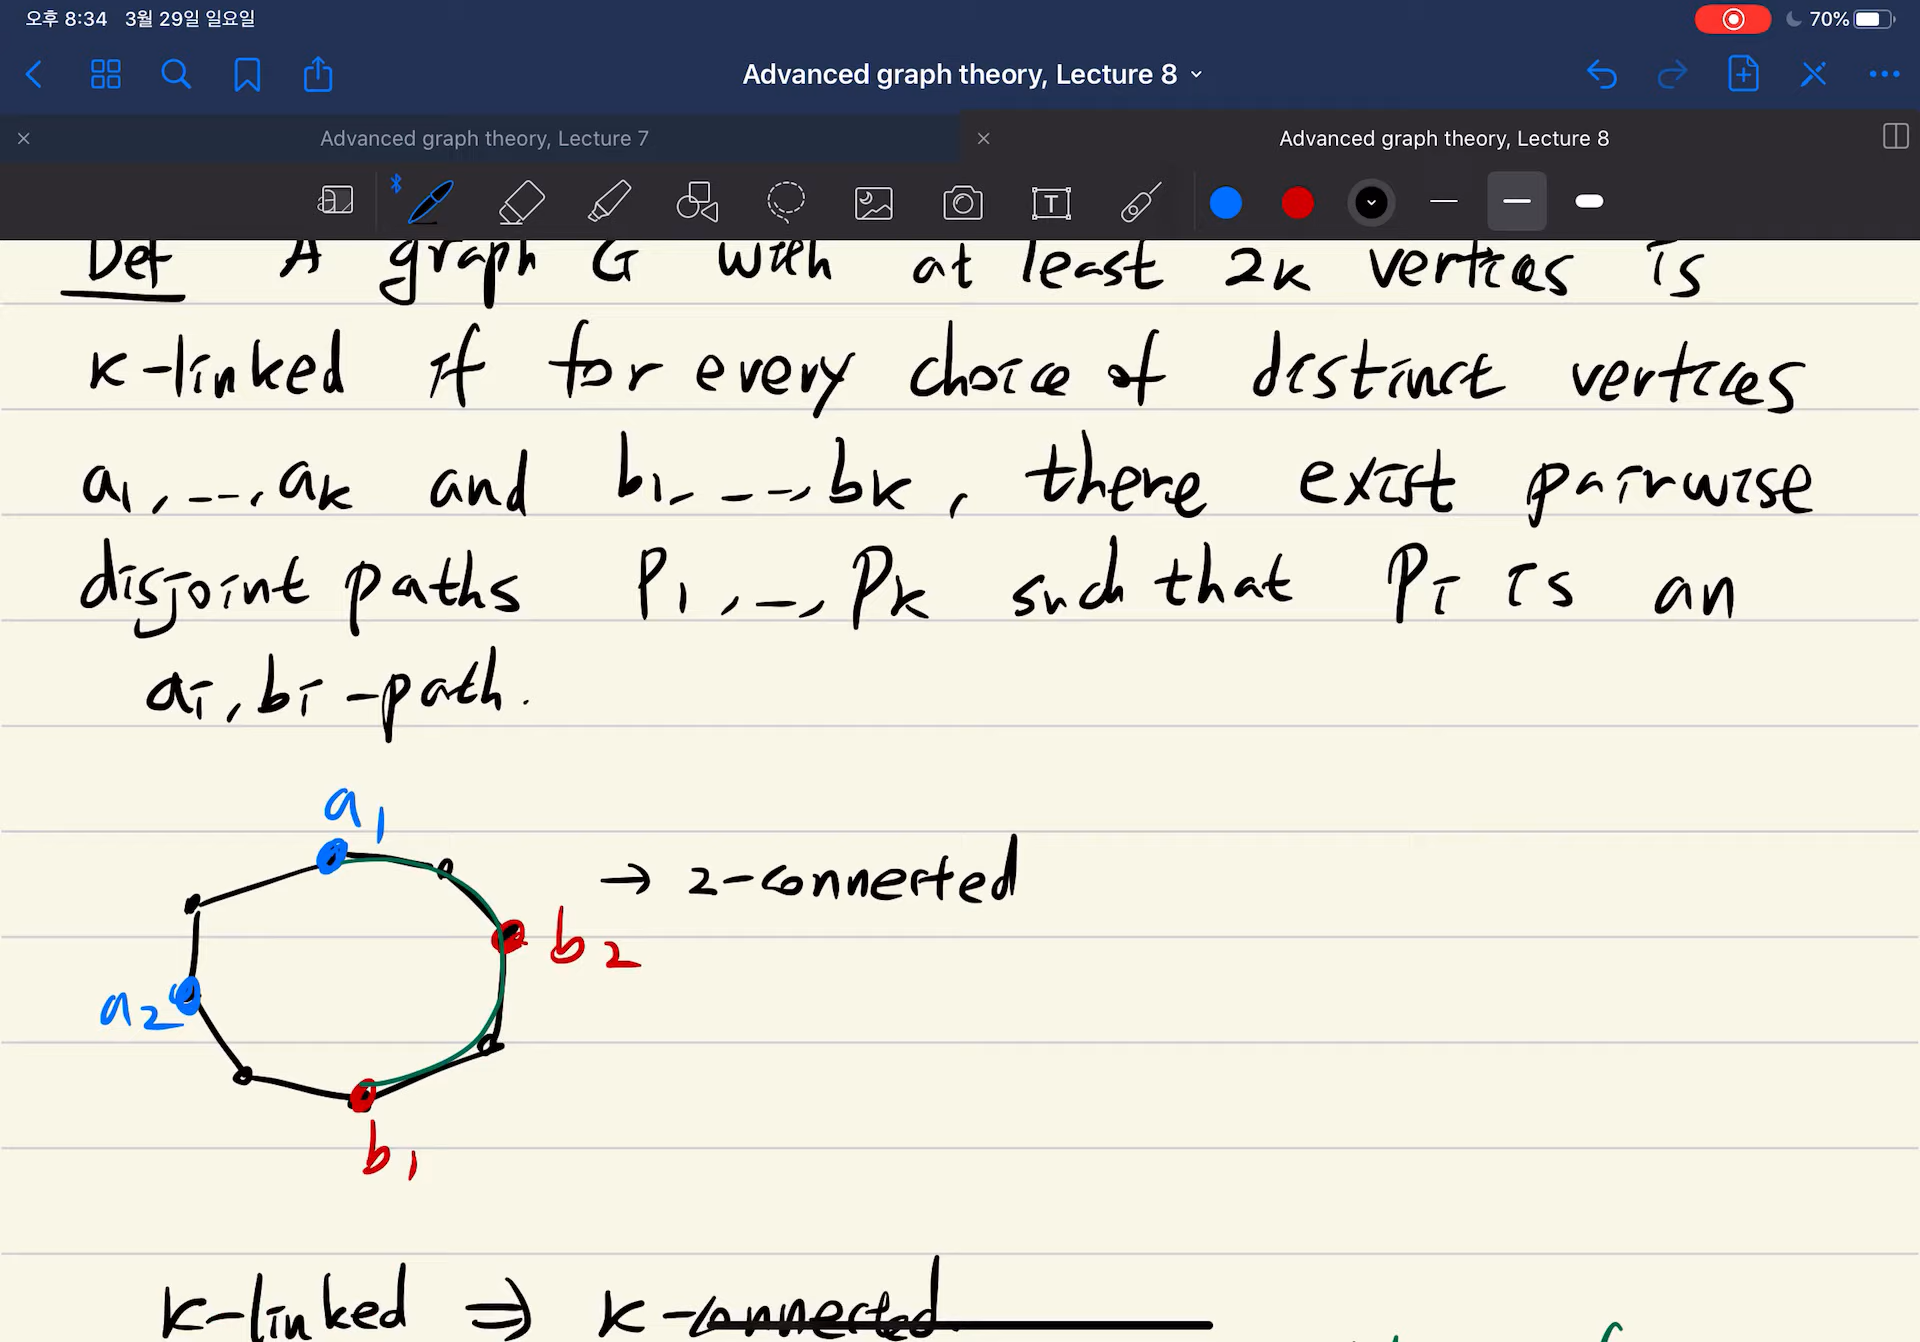 오후 8:34 3월 29일 일요일
70%
Advanced graph theory, Lecture 8
Advanced graph theory, Lecture 7
Advanced graph theory, Lecture 8
Def A graph G with at least 2k vertices is
k-linked if for every choice of distinct vertices
a1,...,ak and b1,...,bk, there exist pairwise
disjoint paths P1,...,Pk such that Pi is an
ai,bi-path.
a1
→ 2-connected
b2
a2
b1
k-linked ⇒ k-connected